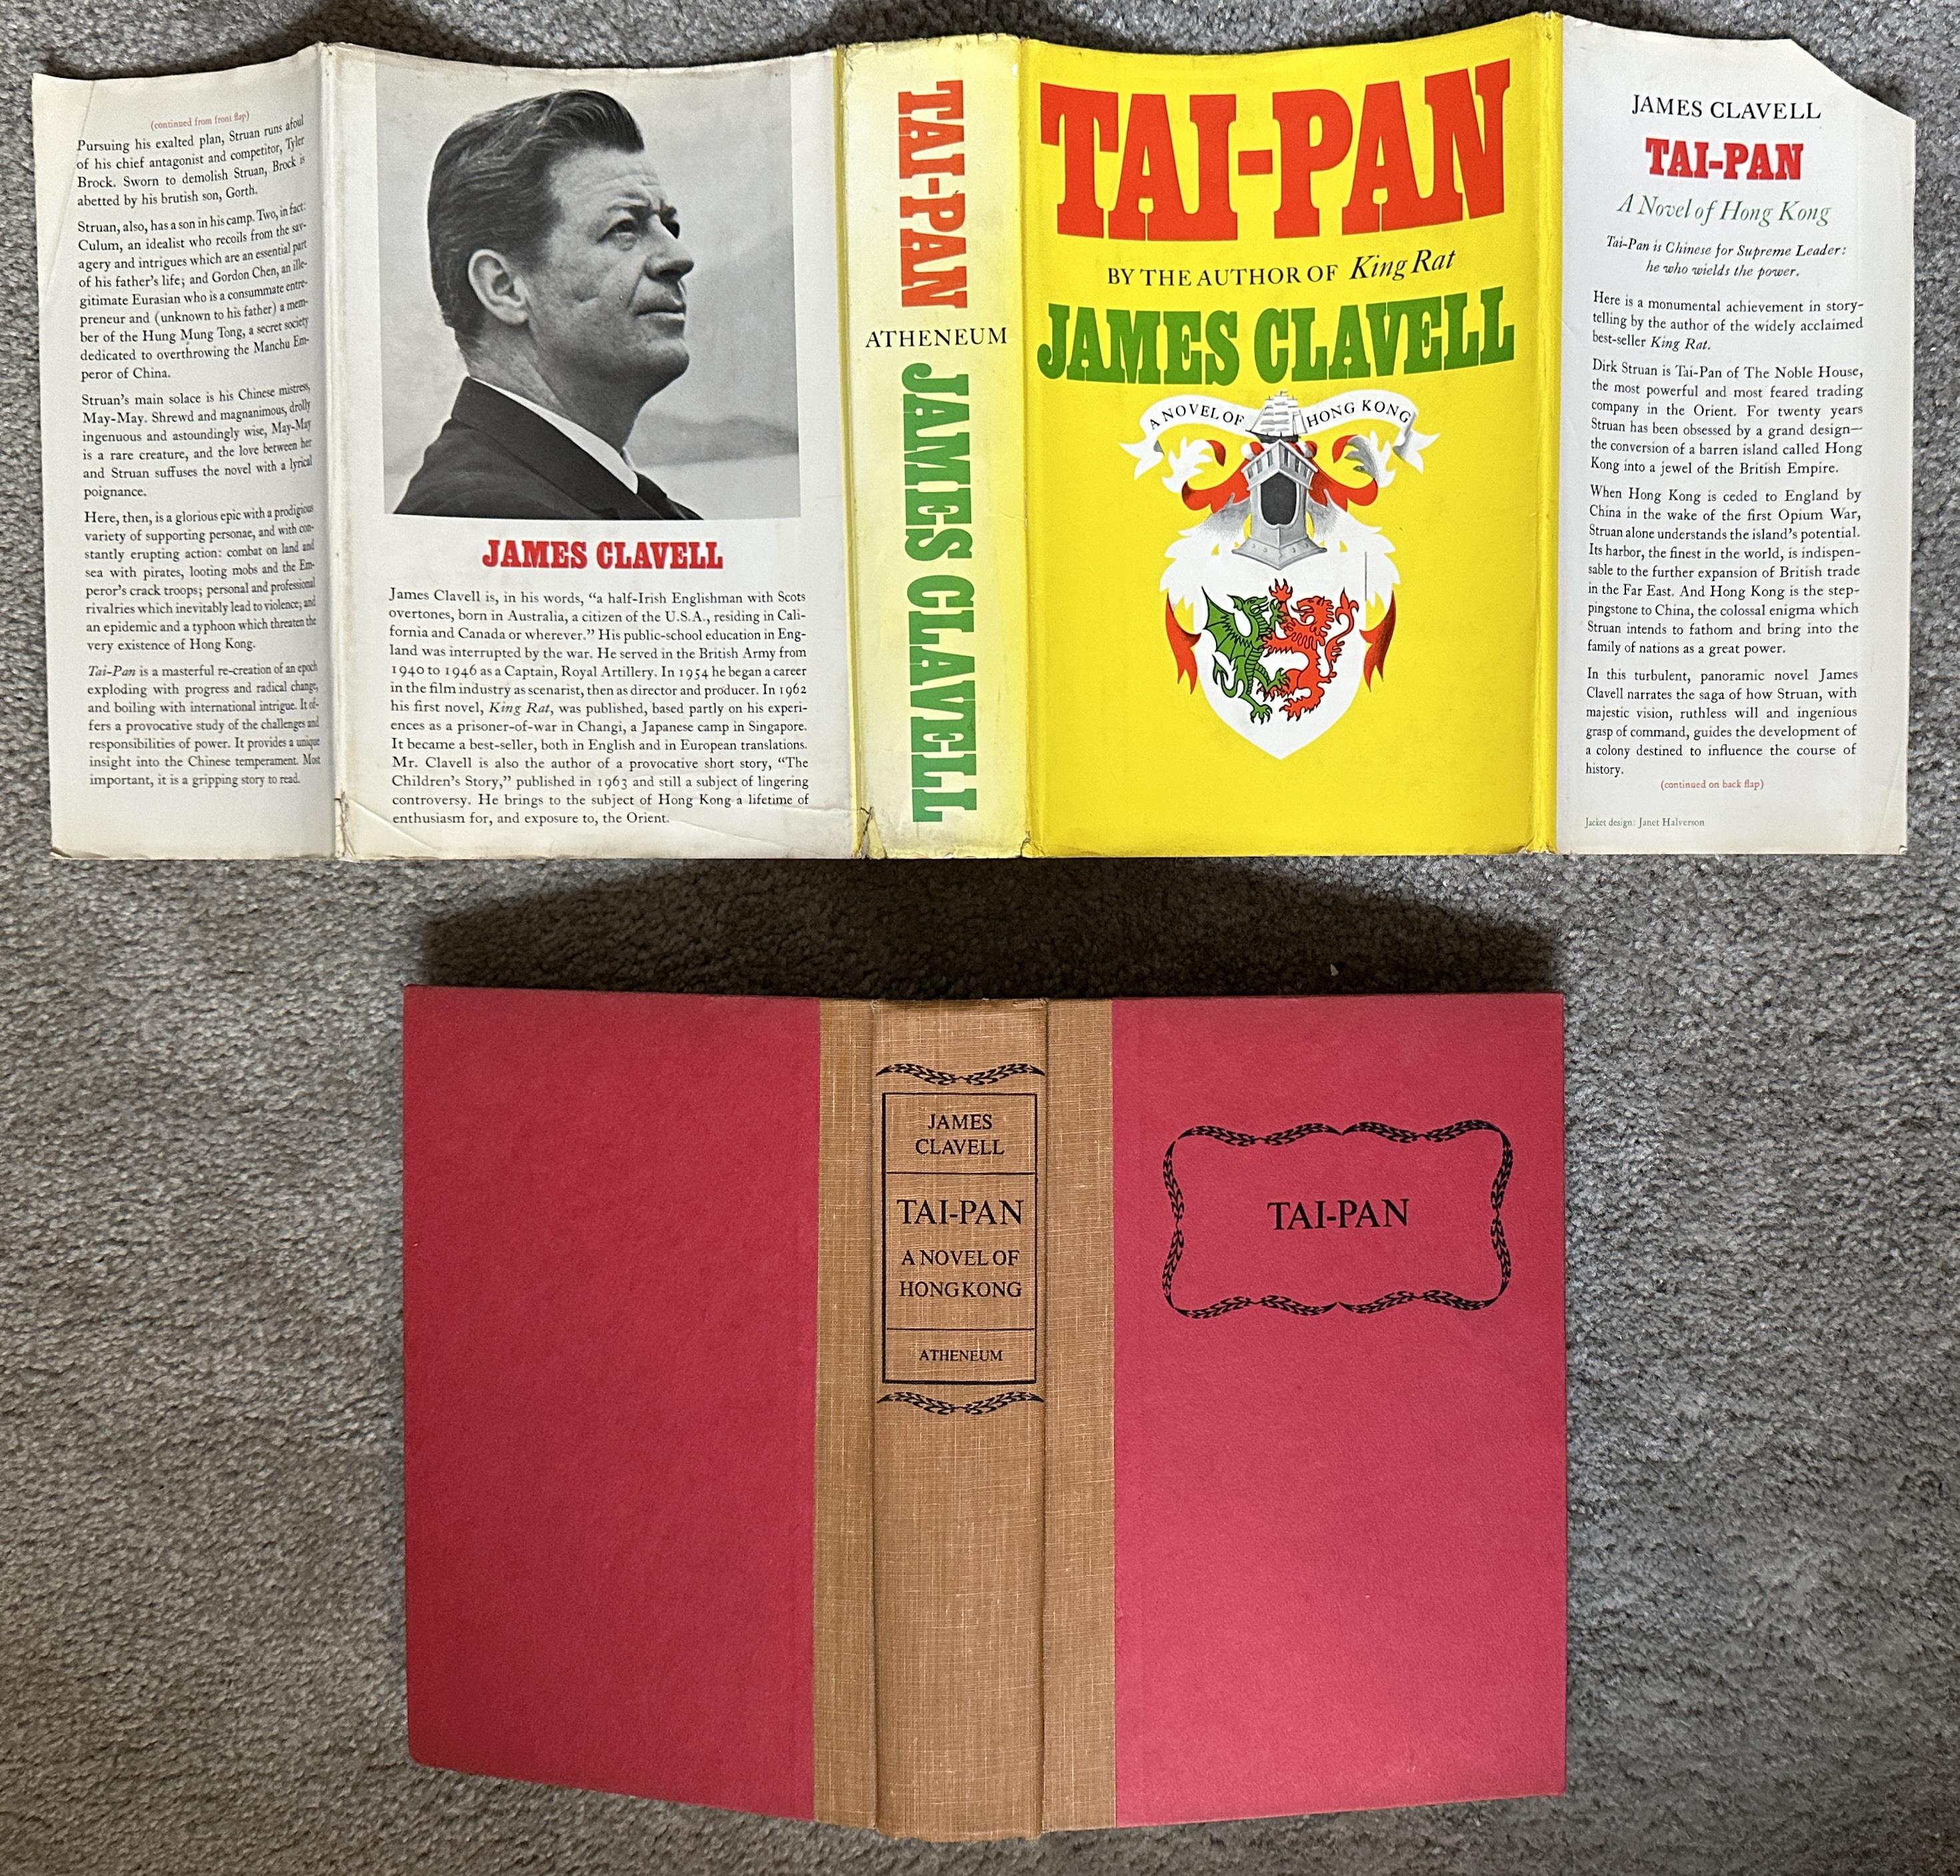 (continued from front flap)
Pursuing his exalted plan, Struan runs afoul
of his chief antagonist and competitor, Tyler
Brock. Sworn to demolish Struan, Brock is
abetted by his brutish son, Gorth.
Struan, also, has a son in his camp. Two, in fact:
Culum, an idealist who recoils from the sav-
agery and intrigues which are an essential part
of his father's life; and Gordon Chen, an ille-
gitimate Eurasian who is a consummate entre-
preneur and (unknown to his father) a mem-
ber of the Hung Mung Tong, a secret society
dedicated to overthrowing the Manchu Em-
peror of China.
Struan's main solace is his Chinese mistress,
May-May. Shrewd and magnanimous, drolly
ingenuous and astoundingly wise, May-May
is a rare creature, and the love between her
and Struan suffuses the novel with a lyrical
poignance.
Here, then, is a glorious epic with a prodigious
variety of supporting personae, and with con-
stantly erupting action: combat on land and
sea with pirates, looting mobs and the Em-
peror's crack troops; personal and professional
rivalries which inevitably lead to violence; and
an epidemic and a typhoon which threaten the
very existence of Hong Kong.
Tai-Pan is a masterful re-creation of an epoch
exploding with progress and radical change,
and boiling with international intrigue. It of-
fers a provocative study of the challenges and
responsibilities of power. It provides a unique
insight into the Chinese temperament. Most
important, it is a gripping story to read.
JAMES CLAVELL
James Clavell is, in his words, “a half-Irish Englishman with Scots
overtones, born in Australia, a citizen of the U.S.A., residing in Cali-
fornia and Canada or wherever.” His public-school education in Eng-
land was interrupted by the war. He served in the British Army from
1940 to 1946 as a Captain, Royal Artillery. In 1954 he began a career
in the film industry as scenarist, then as director and producer. In 1962
his first novel, King Rat, was published, based partly on his experi-
ences as a prisoner-of-war in Changi, a Japanese camp in Singapore.
It became a best-seller, both in English and in European translations.
Mr. Clavell is also the author of a provocative short story, “The
Children's Story,” published in 1963 and still a subject of lingering
controversy. He brings to the subject of Hong Kong a lifetime of
enthusiasm for, and exposure to, the Orient.
TAI-PAN
ATHENEUM
JAMES CLAVELL
TAI-PAN
BY THE AUTHOR OF King Rat
JAMES CLAVELL
A NOVEL OF HONG KONG
JAMES CLAVELL
TAI-PAN
A Novel of Hong Kong
Tai-Pan is Chinese for Supreme Leader:
he who wields the power.
Here is a monumental achievement in story-
telling by the author of the widely acclaimed
best-seller King Rat.
Dirk Struan is Tai-Pan of The Noble House,
the most powerful and most feared trading
company in the Orient. For twenty years
Struan has been obsessed by a grand design—
the conversion of a barren island called Hong
Kong into a jewel of the British Empire.
When Hong Kong is ceded to England by
China in the wake of the first Opium War,
Struan alone understands the island's potential.
Its harbor, the finest in the world, is indispen-
sable to the further expansion of British trade
in the Far East. And Hong Kong is the step-
pingstone to China, the colossal enigma which
Struan intends to fathom and bring into the
family of nations as a great power.
In this turbulent, panoramic novel James
Clavell narrates the saga of how Struan, with
majestic vision, ruthless will and ingenious
grasp of command, guides the development of
a colony destined to influence the course of
history.
(continued on back flap)
Jacket design: Janet Halverson
JAMES
CLAVELL
TAI-PAN
A NOVEL OF
HONG KONG
ATHENEUM
TAI-PAN